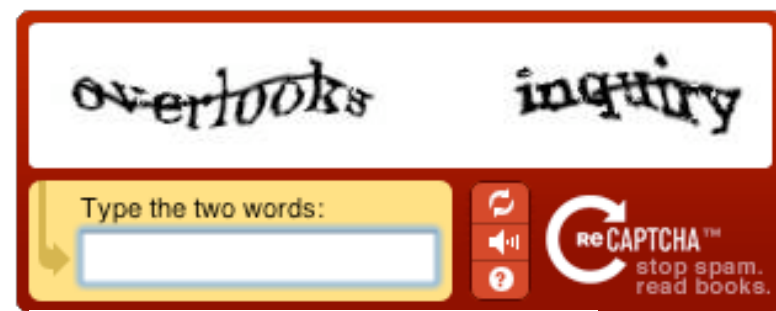 overlooks inquiry
Type the two words:
ReCAPTCHA™
stop spam.
read books.